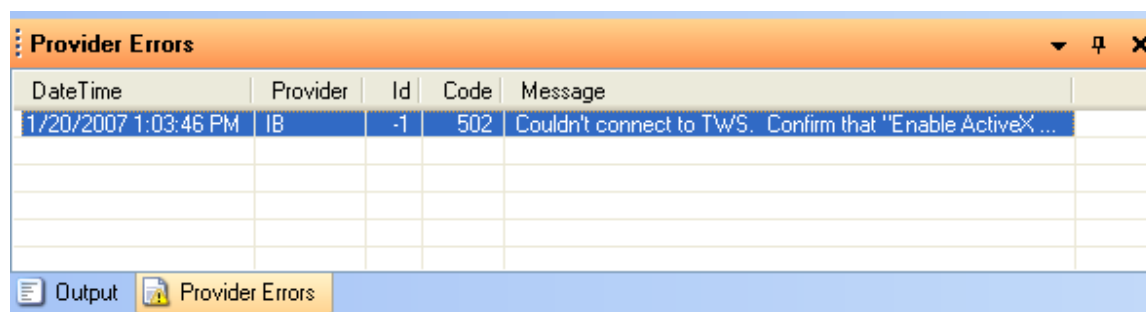 Provider Errors
DateTime Provider Id Code Message
1/20/2007 1:03:46 PM IB -1 502 Couldn't connect to TWS. Confirm that "Enable ActiveX ...
Output Provider Errors